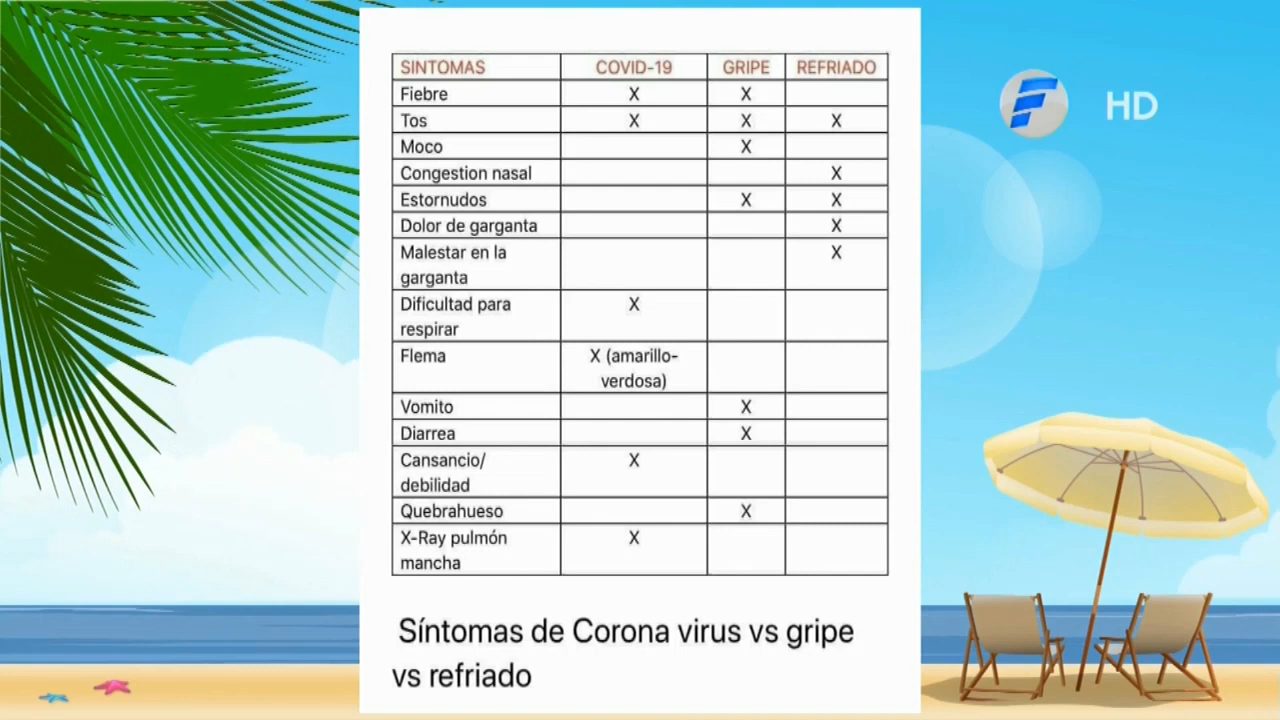 SINTOMAS COVID-19 GRIPE REFRIADO
Fiebre X X
Tos X X X
Moco X
Congestion nasal X
Estornudos X X
Dolor de garganta X
Malestar en la X
garganta
Dificultad para X
respirar
Flema X (amarillo-
verdosa)
Vomito X
Diarrea X
Cansancio/ X
debilidad
Quebrahueso X
X-Ray pulmón X
mancha
Síntomas de Corona virus vs gripe
vs refriado
HD